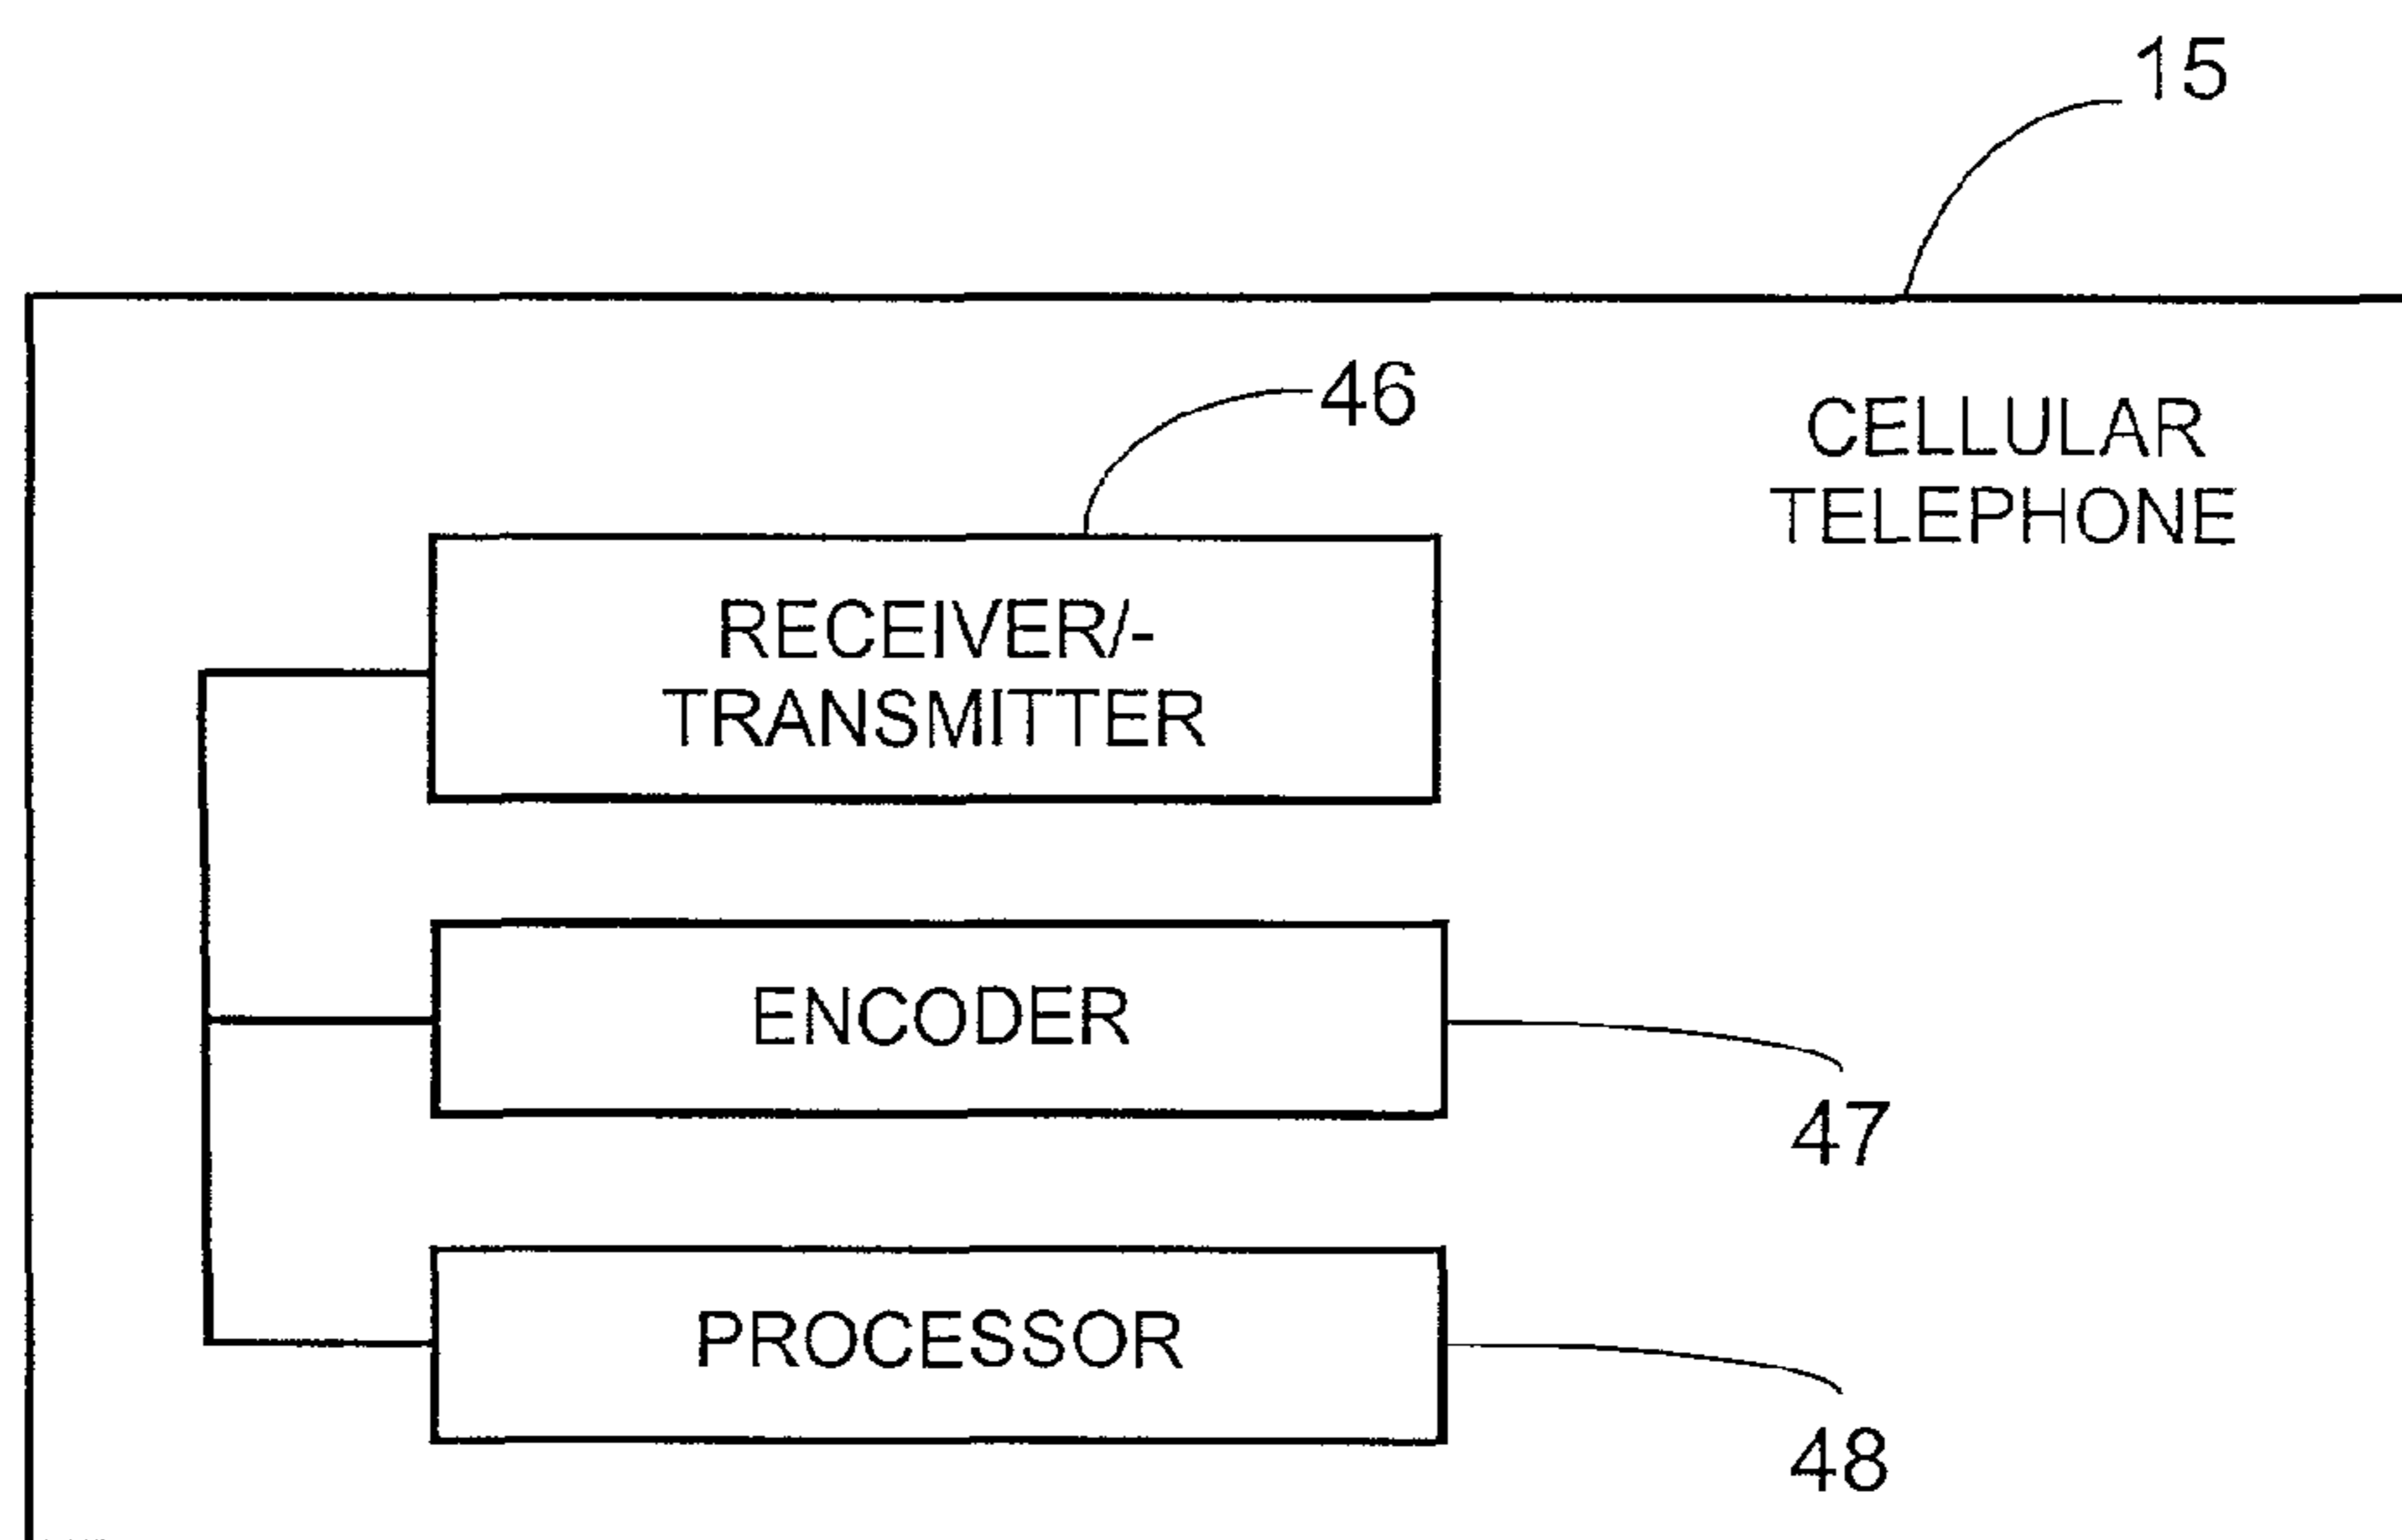 15
46
CELLULAR
TELEPHONE
RECEIVER/-
TRANSMITTER
ENCODER
47
PROCESSOR
48